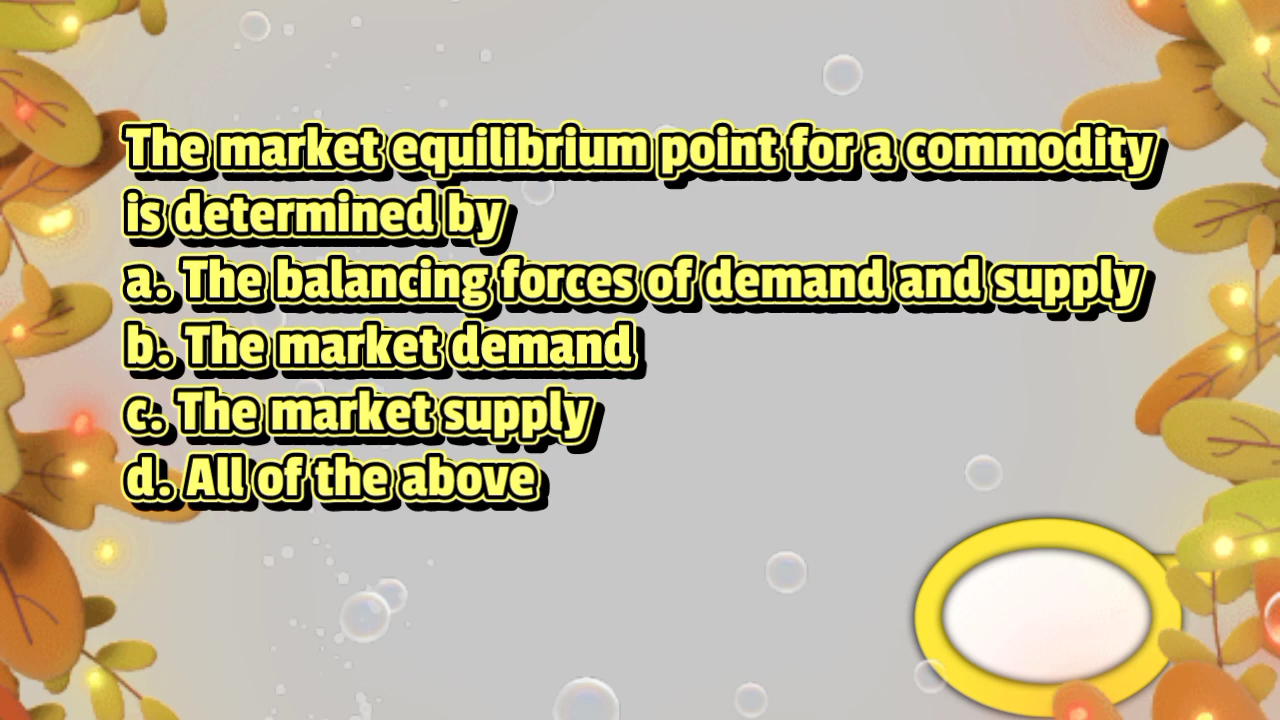 The market equilibrium point for a commodity
is determined by
a. The balancing forces of demand and supply
b. The market demand
c. The market supply
d. All of the above